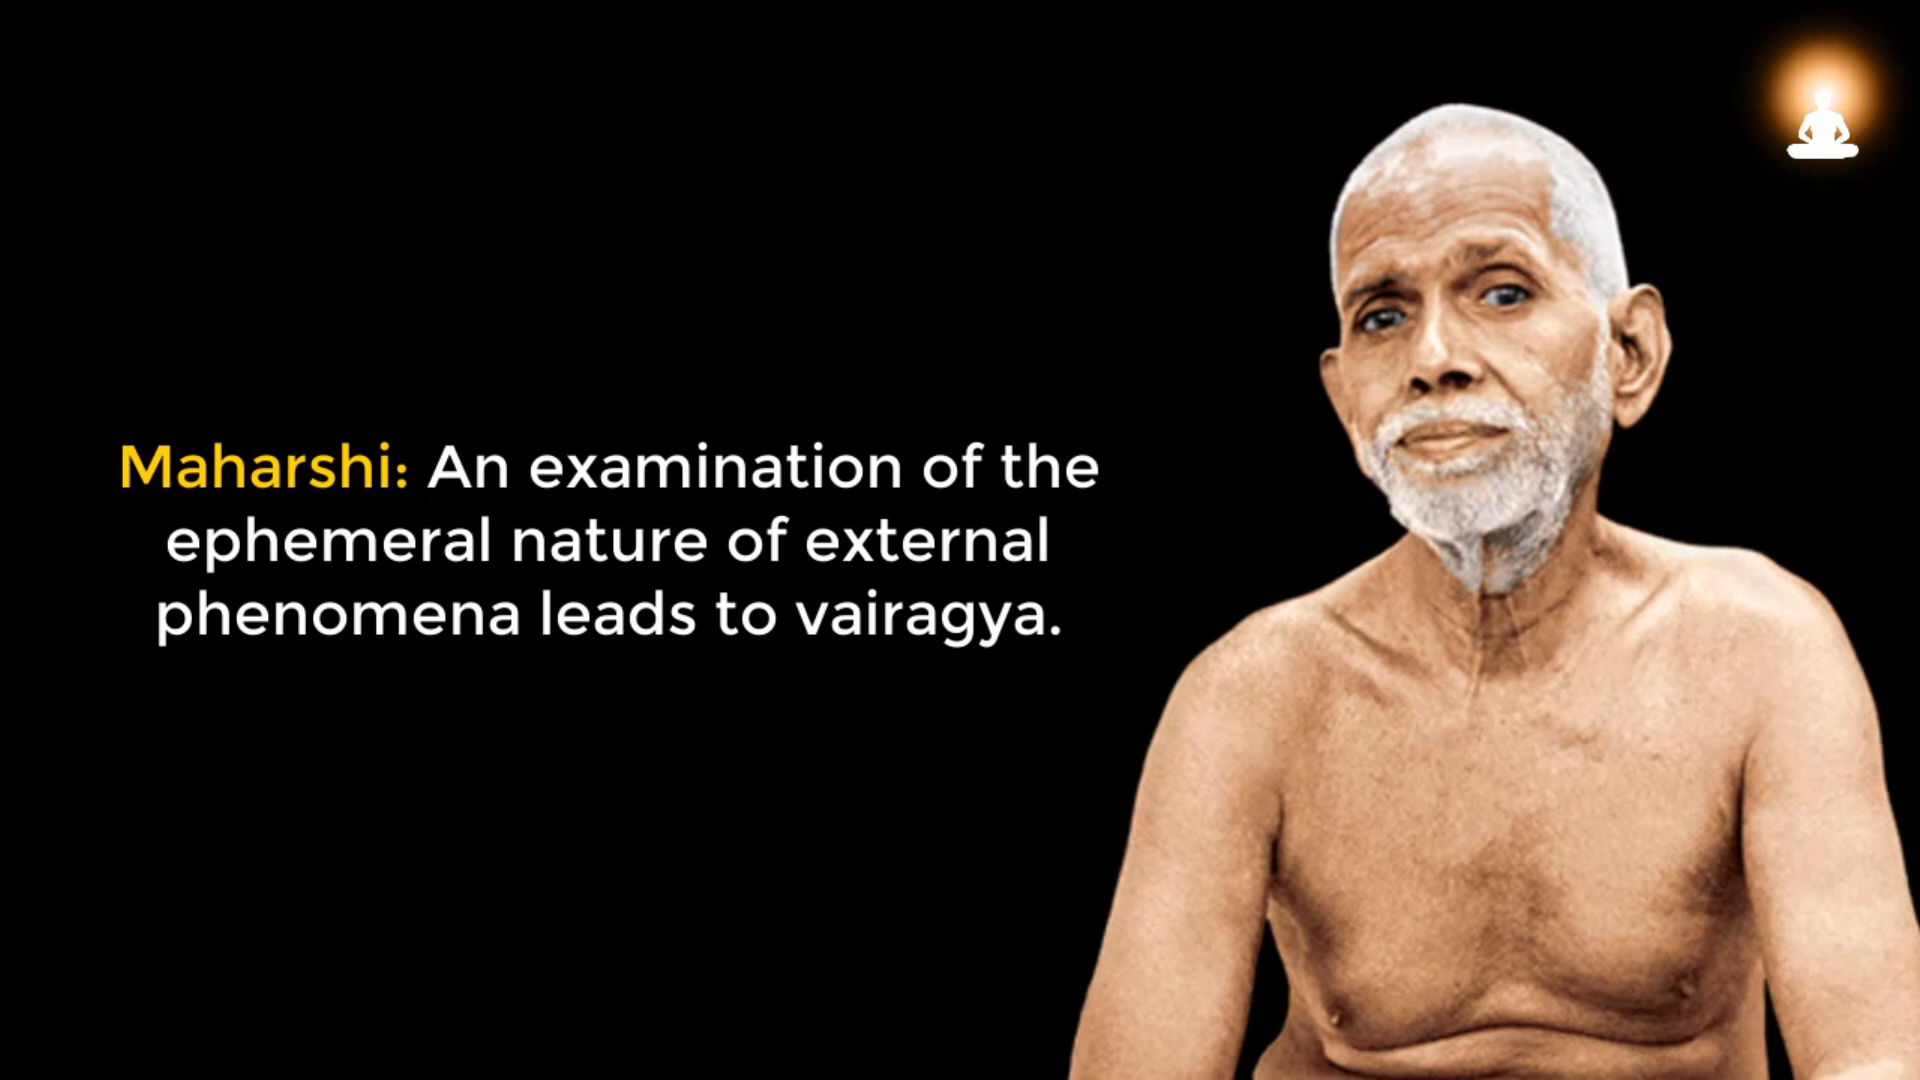 Maharshi: An examination of the
ephemeral nature of external
phenomena leads to vairagya.